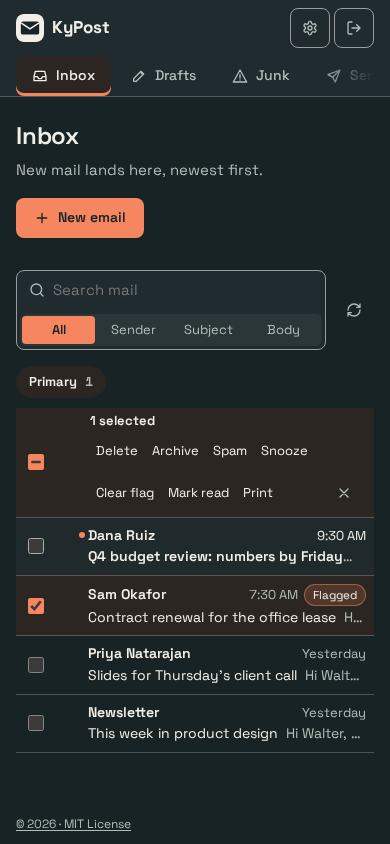 KyPost
Inbox Drafts Junk
Inbox
New mail lands here, newest first.
+ New email
Search mail
All Sender Subject Body
Primary 1
1 selected
Delete Archive Spam Snooze
Clear flag Mark read Print
Dana Ruiz 9:30 AM
Q4 budget review: numbers by Friday...
Sam Okafor 7:30 AM Flagged
Contract renewal for the office lease H...
Priya Natarajan Yesterday
Slides for Thursday's client call Hi Walt...
Newsletter Yesterday
This week in product design Hi Walter, ...
© 2026 · MIT License